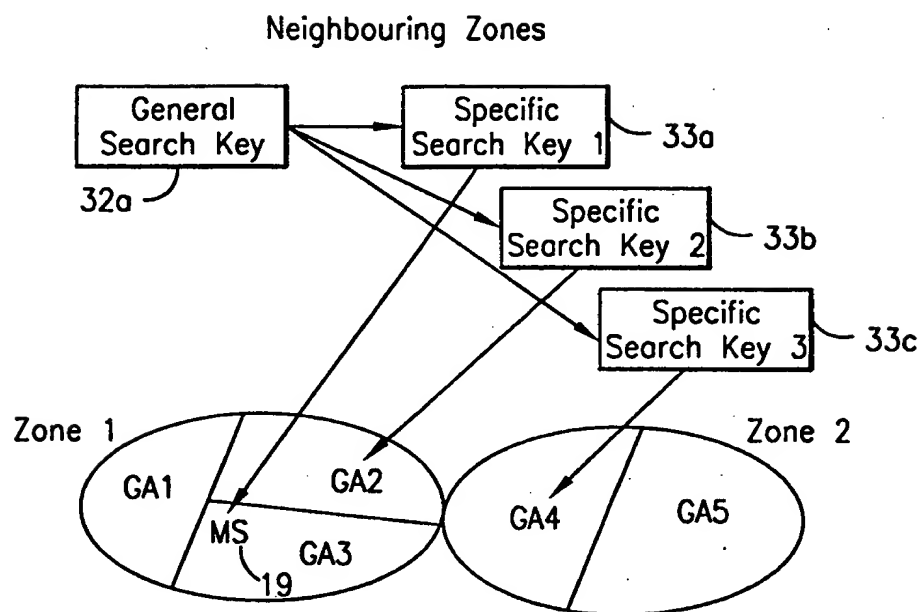 Neighbouring Zones
General
Search Key
32a
Specific
Search Key 1
33a
Specific
Search Key 2
33b
Specific
Search Key 3
33c
Zone 1
Zone 2
GA1
GA2
MS
GA3
19
GA4
GA5